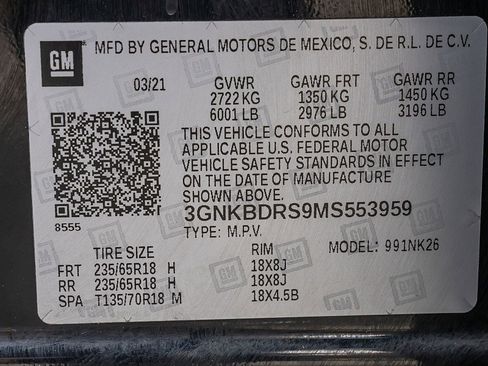 GM
MFD BY GENERAL MOTORS DE MEXICO, S. DE R.L. DE C.V.
03/21 GVWR GAWR FRT GAWR RR
2722 KG 1350 KG 1450 KG
6001 LB 2976 LB 3196 LB
THIS VEHICLE CONFORMS TO ALL
APPLICABLE U.S. FEDERAL MOTOR
VEHICLE SAFETY STANDARDS IN EFFECT
ON THE DATE OF MANUFACTURE
SHOWN ABOVE.
3GNKBDRS9MS553959
8555
TYPE: M.P.V.
TIRE SIZE RIM MODEL: 991NK26
FRT 235/65R18 H 18X8J
RR 235/65R18 H 18X8J
SPA T135/70R18 M 18X4.5B